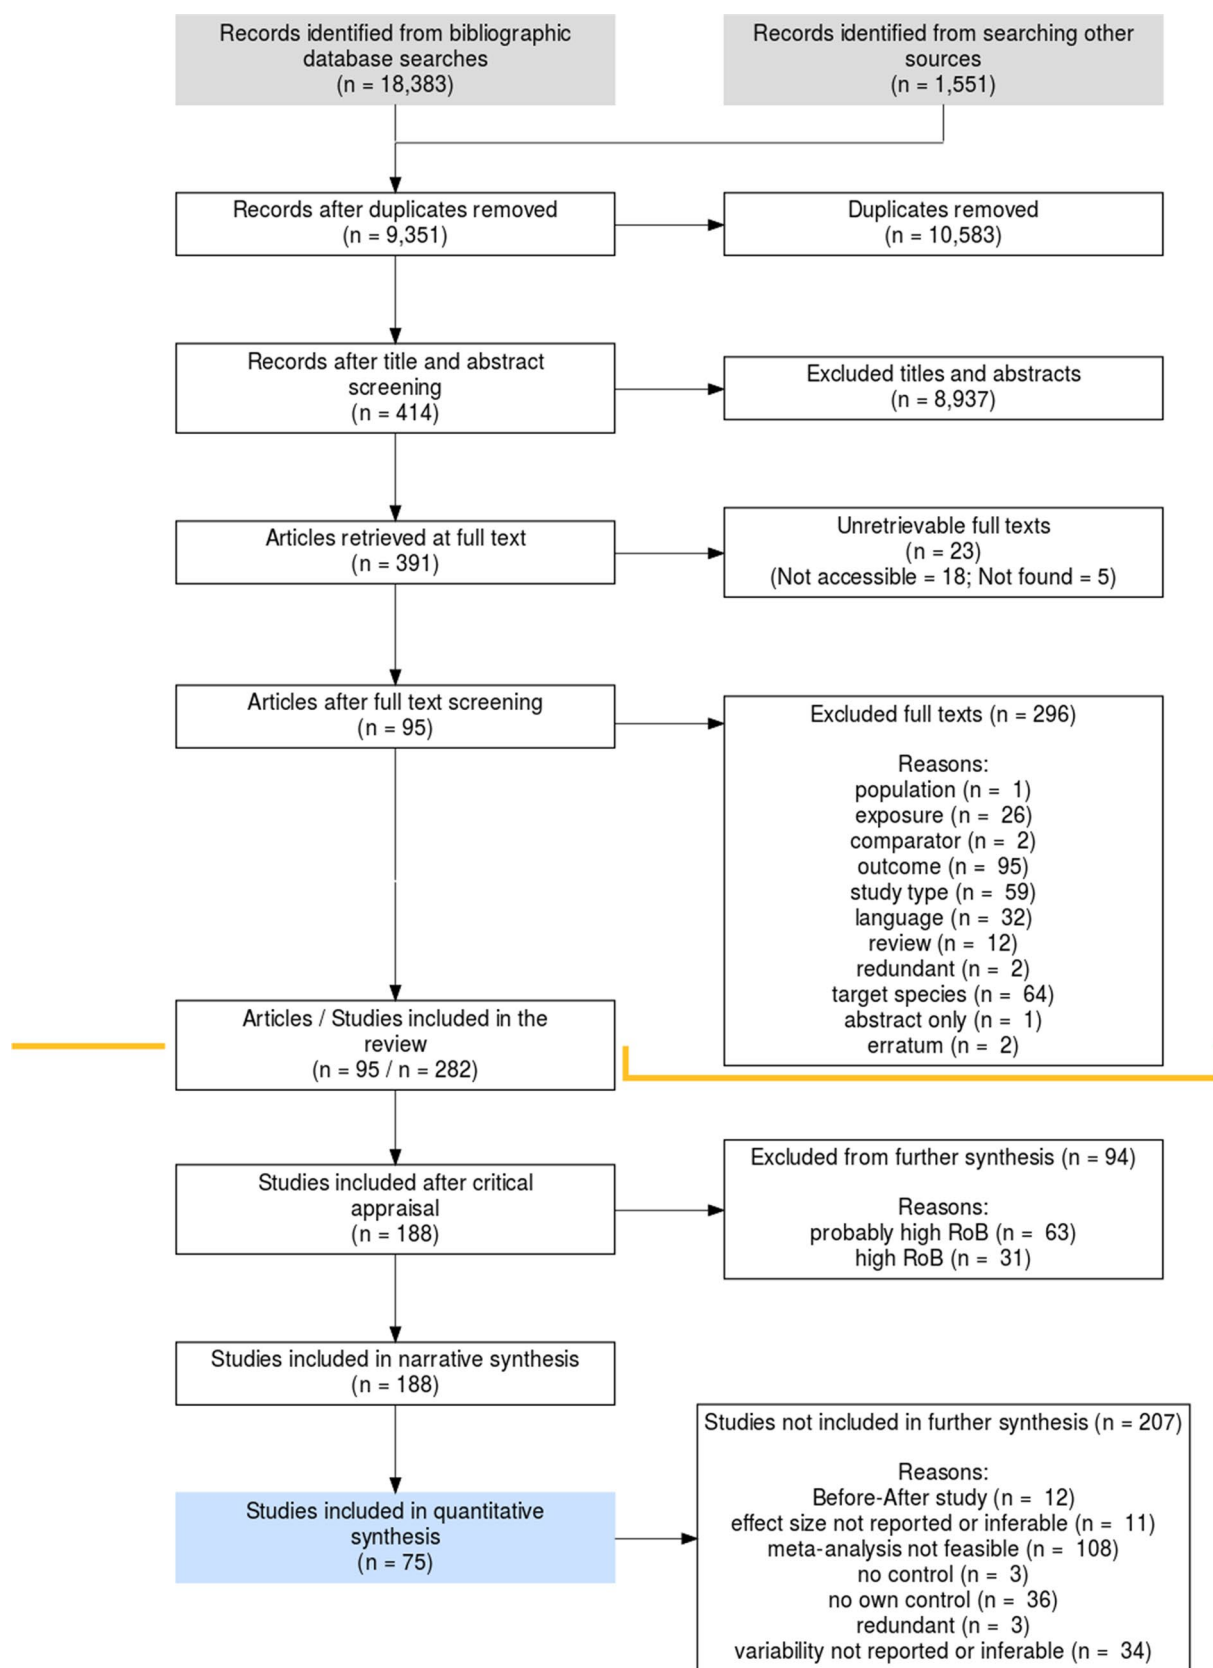 Records identified from bibliographic
database searches
(n = 18,383)
Records identified from searching other
sources
(n = 1,551)
Records after duplicates removed
(n = 9,351)
Duplicates removed
(n = 10,583)
Records after title and abstract
screening
(n = 414)
Excluded titles and abstracts
(n = 8,937)
Articles retrieved at full text
(n = 391)
Unretrievable full texts
(n = 23)
(Not accessible = 18; Not found = 5)
Articles after full text screening
(n = 95)
Excluded full texts (n = 296)
Reasons:
population (n = 1)
exposure (n = 26)
comparator (n = 2)
outcome (n = 95)
study type (n = 59)
language (n = 32)
review (n = 12)
redundant (n = 2)
target species (n = 64)
abstract only (n = 1)
erratum (n = 2)
Articles / Studies included in the
review
(n = 95 / n = 282)
Studies included after critical
appraisal
(n = 188)
Excluded from further synthesis (n = 94)
Reasons:
probably high RoB (n = 63)
high RoB (n = 31)
Studies included in narrative synthesis
(n = 188)
Studies included in quantitative
synthesis
(n = 75)
Studies not included in further synthesis (n = 207)
Reasons:
Before-After study (n = 12)
effect size not reported or inferable (n = 11)
meta-analysis not feasible (n = 108)
no control (n = 3)
no own control (n = 36)
redundant (n = 3)
variability not reported or inferable (n = 34)